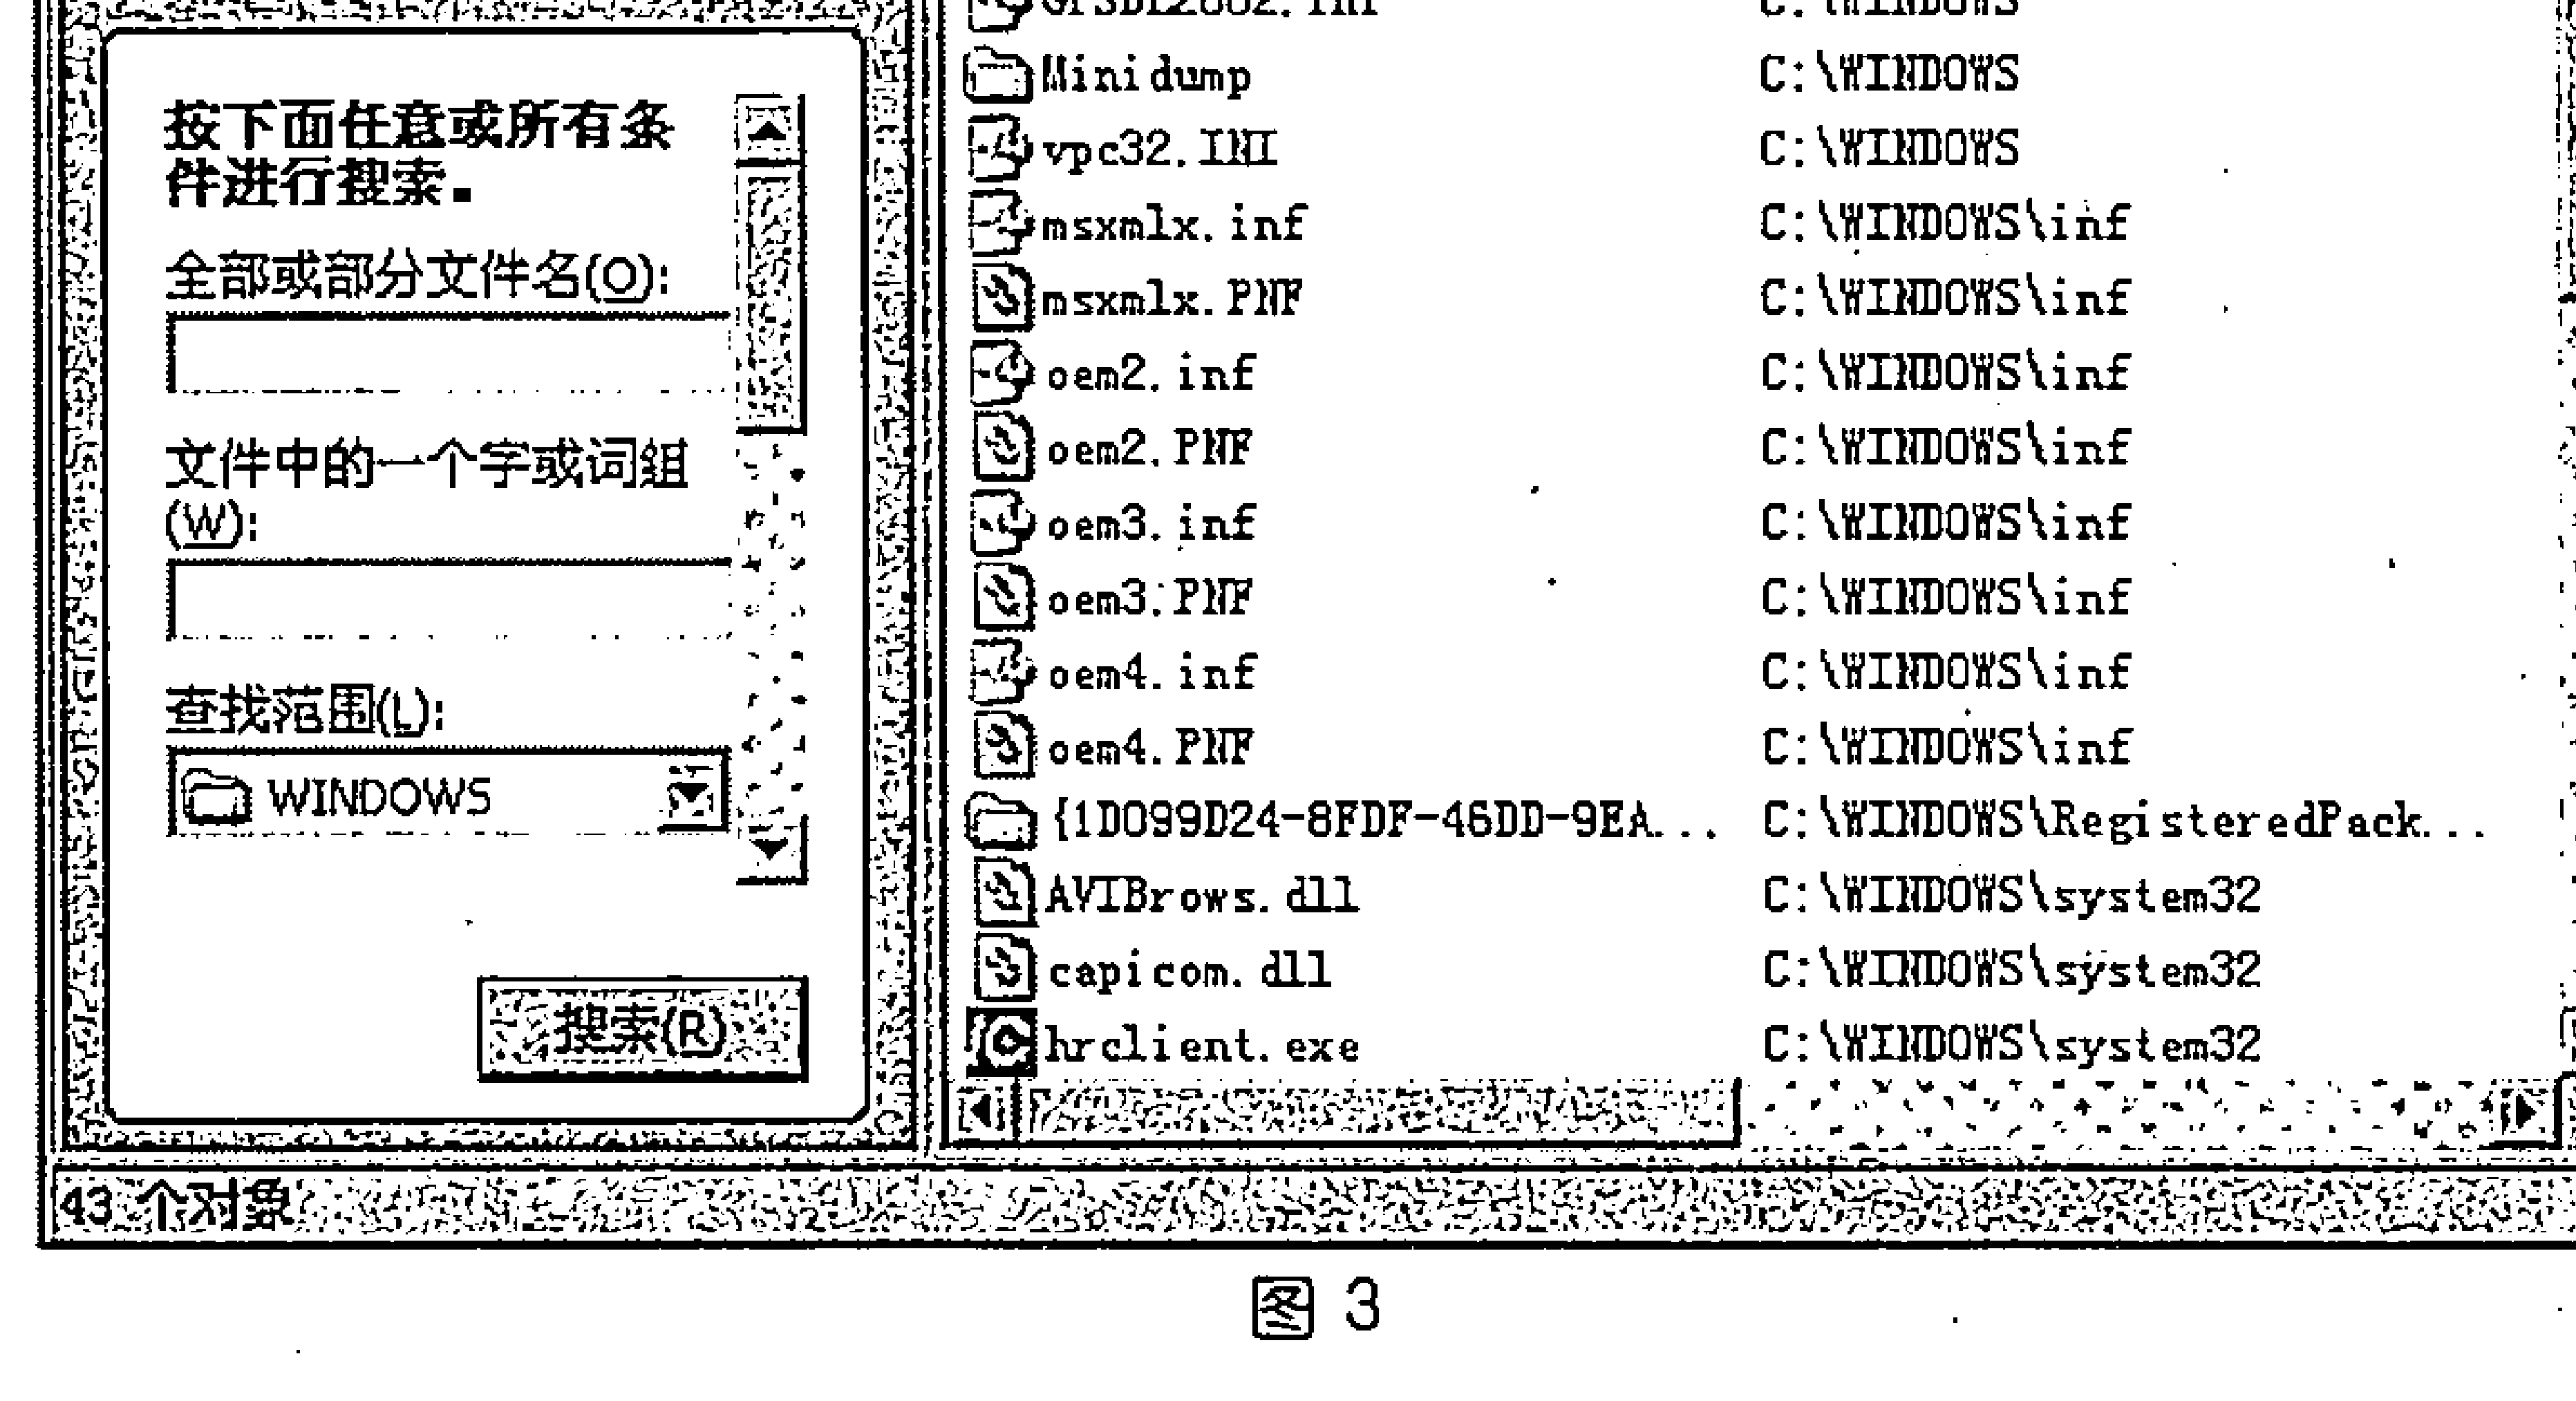 按下面任意或所有条
件进行搜索。
全部或部分文件名(O):
文件中的一个字或词组
(W):
查找范围(L):
WINDOWS
搜索(R)
C:\WINDOWS
Minidump C:\WINDOWS
vpc32.INI C:\WINDOWS
msxmlx.inf C:\WINDOWS\inf
msxmlx.PNF C:\WINDOWS\inf
oem2.inf C:\WINDOWS\inf
oem2.PNF C:\WINDOWS\inf
oem3.inf C:\WINDOWS\inf
oem3.PNF C:\WINDOWS\inf
oem4.inf C:\WINDOWS\inf
oem4.PNF C:\WINDOWS\inf
{1D099D24-8FDF-46DD-9EA... C:\WINDOWS\RegisteredPack...
AVIBrows.dll C:\WINDOWS\system32
capicom.dll C:\WINDOWS\system32
hrclient.exe C:\WINDOWS\system32
43 个对象
图 3